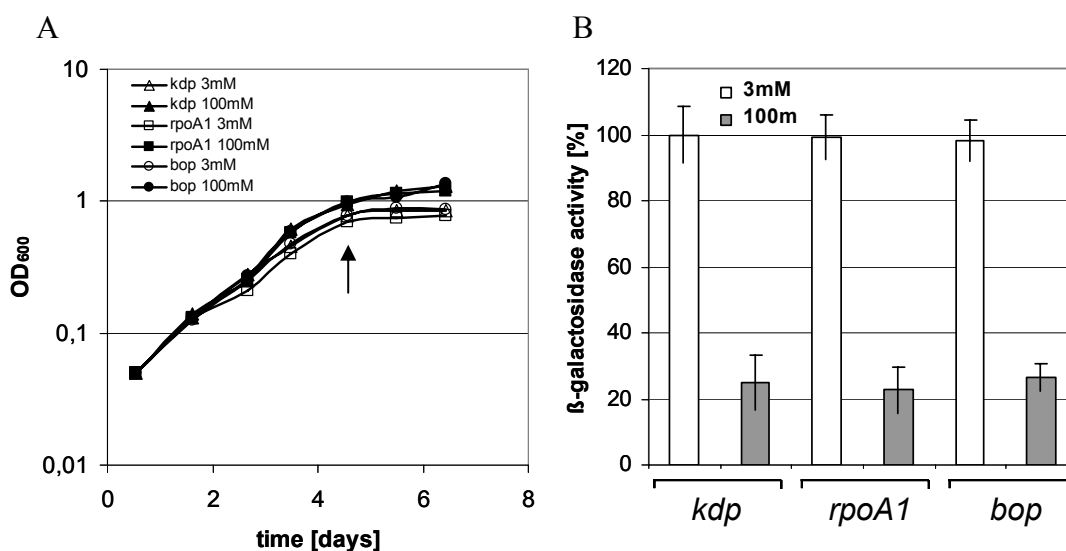 A
10
1
0,1
0,01
OD600
kdp 3mM
kdp 100mM
rpoA1 3mM
rpoA1 100mM
bop 3mM
bop 100mM
0 2 4 6 8
time [days]
B
120
100
80
60
40
20
0
ß-galactosidase activity [%]
3mM
100m
kdp rpoA1 bop